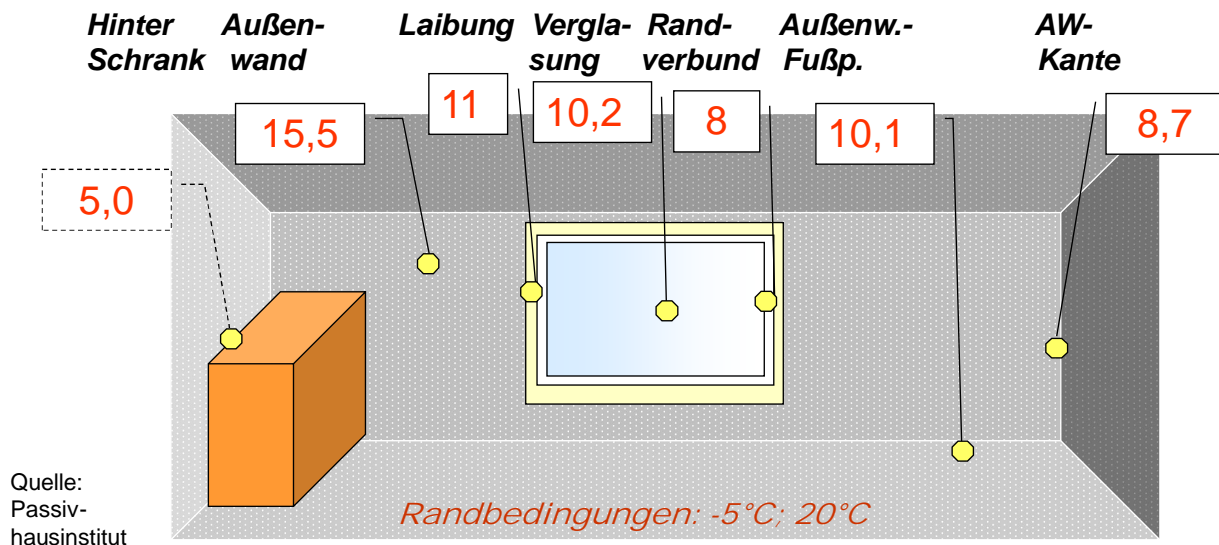 Hinter Außen- Laibung Vergla- Rand- Außenw.- AW-
Schrank wand sung verbund Fußp. Kante
15,5 11 10,2 8 10,1 8,7
5,0
Quelle:
Passiv-
hausinstitut
Randbedingungen: -5°C; 20°C